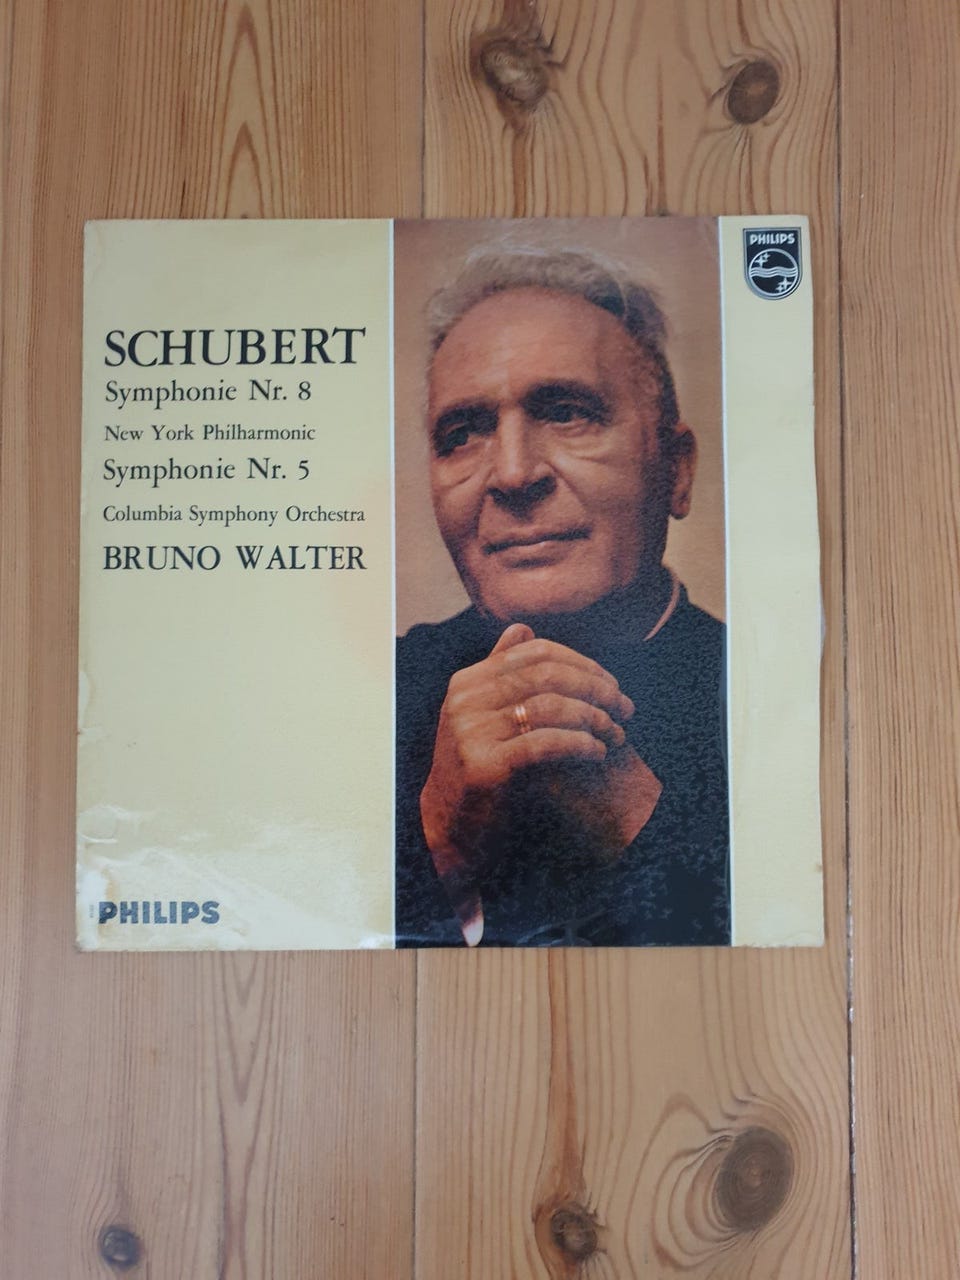 PHILIPS
SCHUBERT
Symphonie Nr. 8
New York Philharmonic
Symphonie Nr. 5
Columbia Symphony Orchestra
BRUNO WALTER
PHILIPS